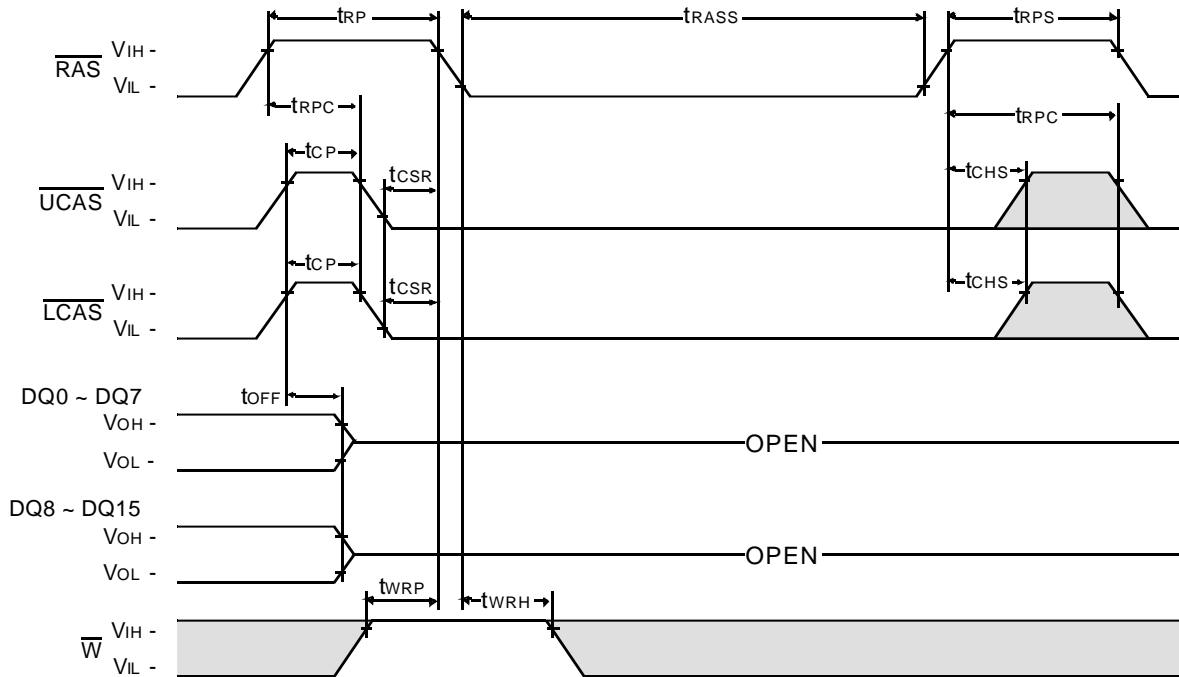 tRP
tRASS
tRPS
RAS
VIH -
VIL -
tRPC
tRPC
tCP
tCSR
tCHS
UCAS
VIH -
VIL -
tCP
tCSR
tCHS
LCAS
VIH -
VIL -
DQ0 ~ DQ7
tOFF
VOH -
VOL -
OPEN
DQ8 ~ DQ15
VOH -
VOL -
OPEN
tWRP
tWRH
W
VIH -
VIL -